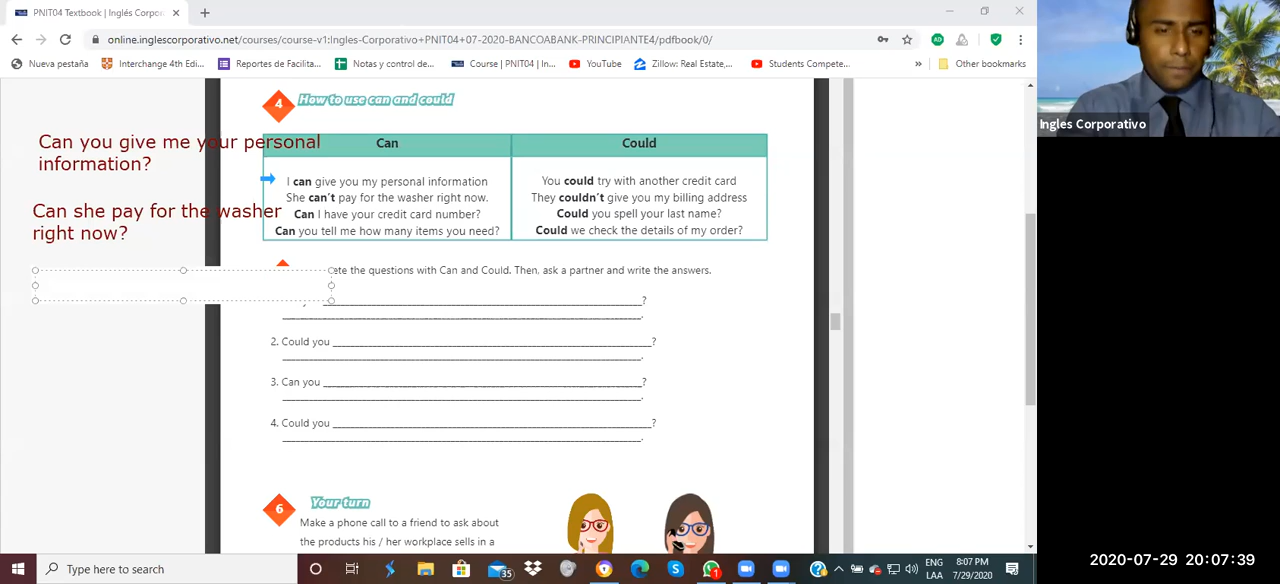 PNIT04 Textbook | Inglés Corpor
online.inglescorporativo.net/courses/course-v1:Ingles-Corporativo+PNIT04+07-2020-BANCOABANK-PRINCIPIANTE4/pdfbook/0/
Nueva pestaña
Interchange 4th Edi...
Reportes de Facilita...
Notas y control de...
Course | PNIT04 | In...
YouTube
Zillow: Real Estate,...
Students Compete...
»
Other bookmarks
Ingles Corporativo
4 How to use can and could
Can you give me your personal
information?
Can she pay for the washer
right now?
Can
I can give you my personal information
She can't pay for the washer right now.
Can I have your credit card number?
Can you tell me how many items you need?
Could
You could try with another credit card
They couldn't give you my billing address
Could you spell your last name?
Could we check the details of my order?
the questions with Can and Could. Then, ask a partner and write the answers.
?
.
2. Could you ?
.
3. Can you ?
.
4. Could you ?
.
6 Your turn
Make a phone call to a friend to ask about
the products his / her workplace sells in a
Type here to search
35
1
ENG
LAA
8:07 PM
7/29/2020
2020-07-29 20:07:39